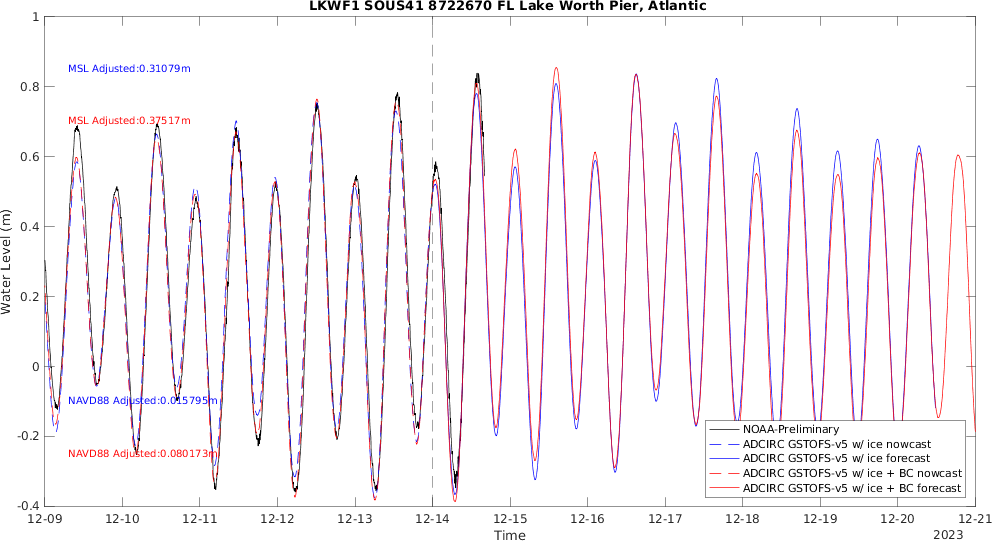 LKWF1 SOUS41 8722670 FL Lake Worth Pier, Atlantic
1
0.8
0.6
0.4
0.2
0
-0.2
-0.4
Water Level (m)
MSL Adjusted:0.31079m
MSL Adjusted:0.37517m
NAVD88 Adjusted:0.015795m
NAVD88 Adjusted:0.080173m
NOAA-Preliminary
ADCIRC GSTOFS-v5 w/ ice nowcast
ADCIRC GSTOFS-v5 w/ ice forecast
ADCIRC GSTOFS-v5 w/ ice + BC nowcast
ADCIRC GSTOFS-v5 w/ ice + BC forecast
12-09 12-10 12-11 12-12 12-13 12-14 12-15 12-16 12-17 12-18 12-19 12-20 12-21
Time
2023